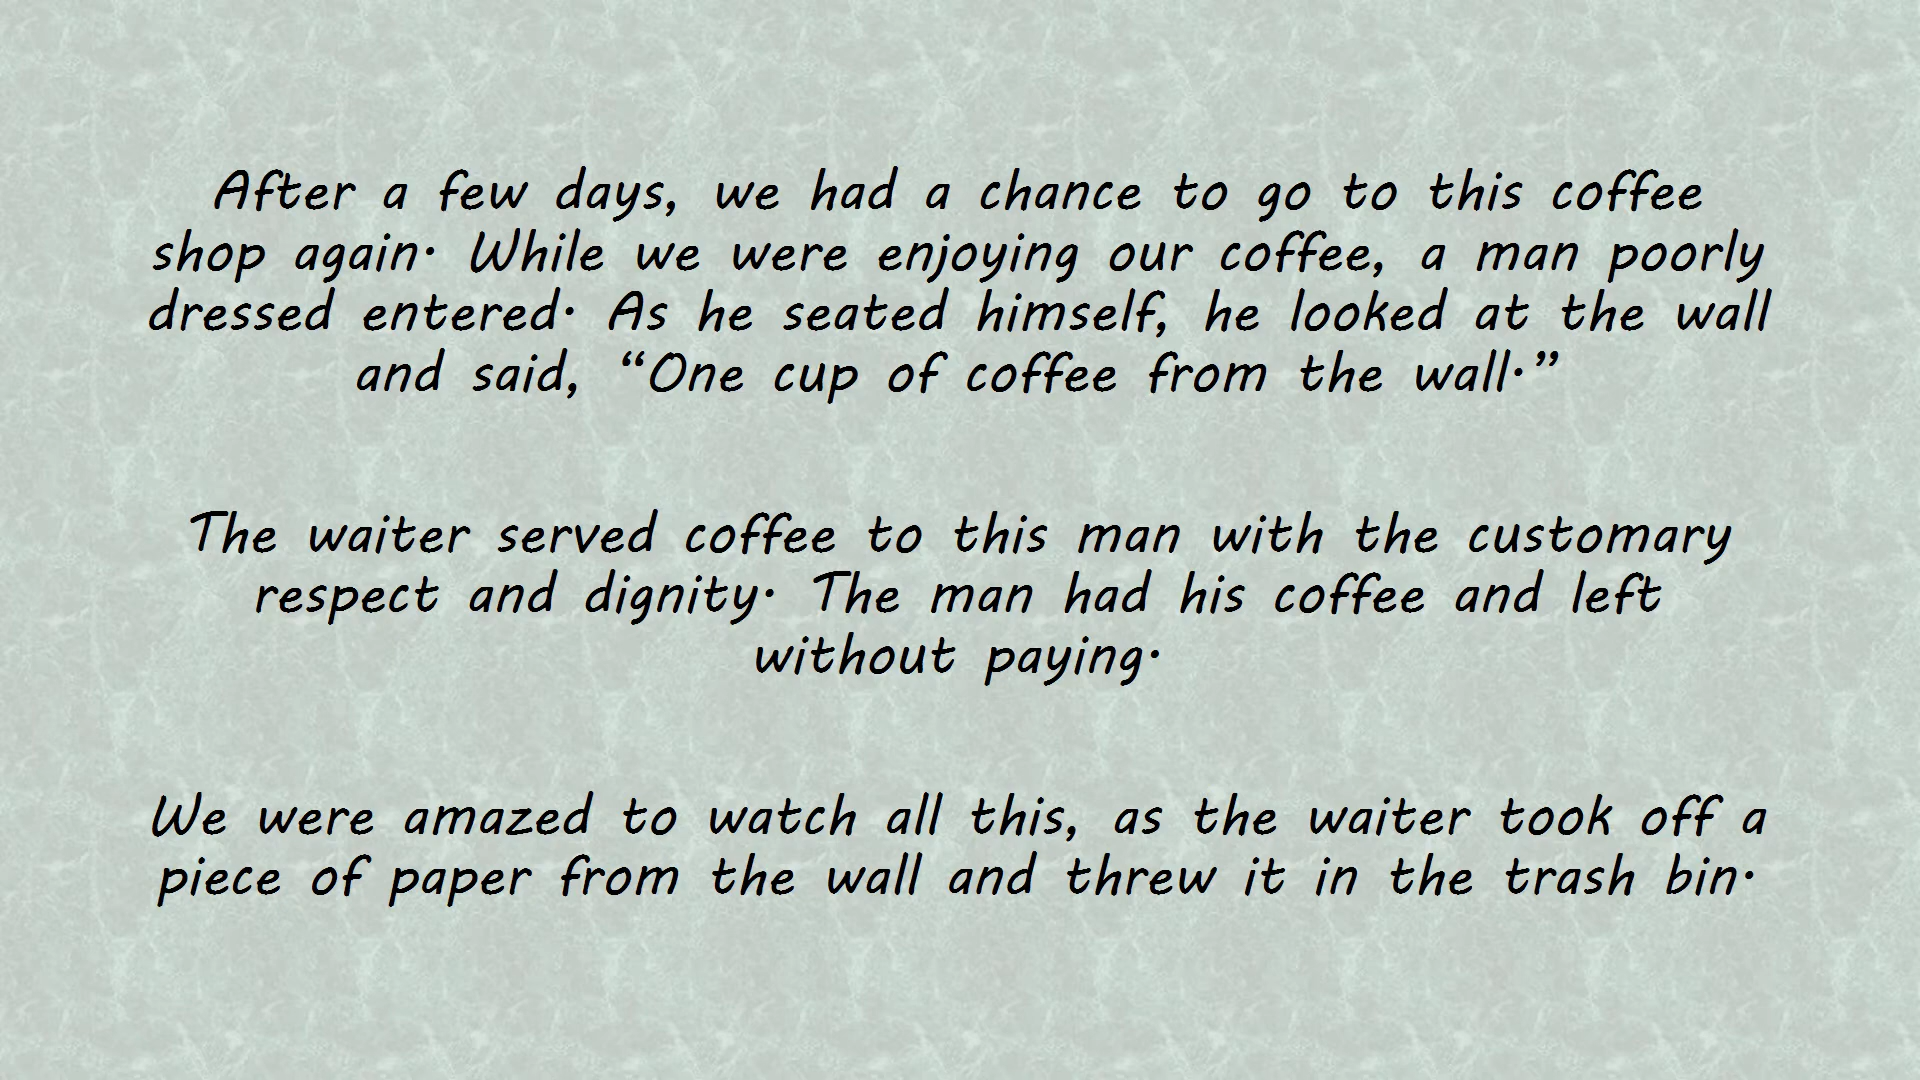 After a few days, we had a chance to go to this coffee
shop again. While we were enjoying our coffee, a man poorly
dressed entered. As he seated himself, he looked at the wall
and said, “One cup of coffee from the wall.”
The waiter served coffee to this man with the customary
respect and dignity. The man had his coffee and left
without paying.
We were amazed to watch all this, as the waiter took off a
piece of paper from the wall and threw it in the trash bin.